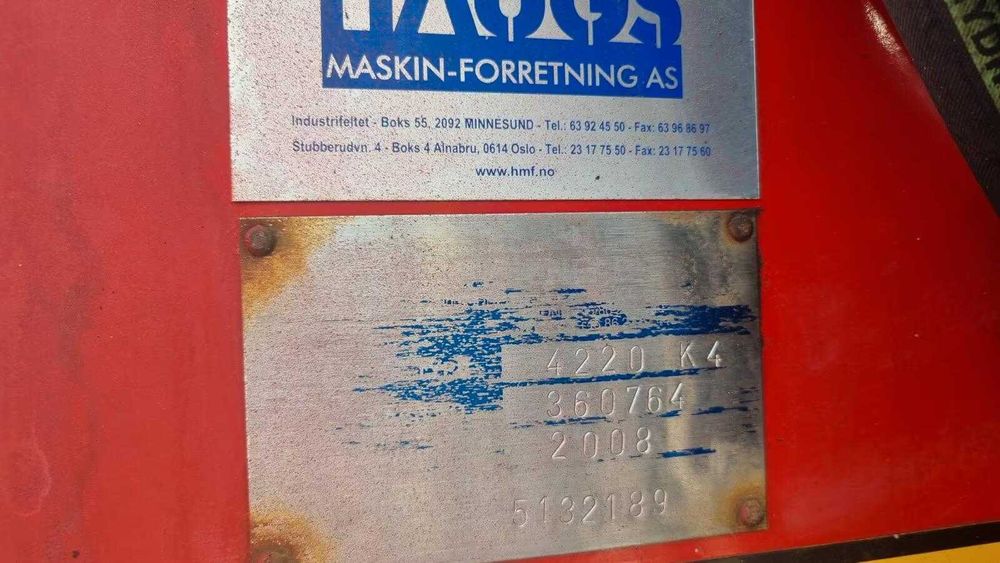 HAUGS
MASKIN-FORRETNING AS
Industrifeltet - Boks 55, 2092 MINNESUND - Tel.: 63 92 45 50 - Fax: 63 96 86 97
Stubberudvn. 4 - Boks 4 Alnabru, 0614 Oslo - Tel.: 23 17 75 50 - Fax: 23 17 75 60
www.hmf.no
4220 K4
360764
2008
5132189